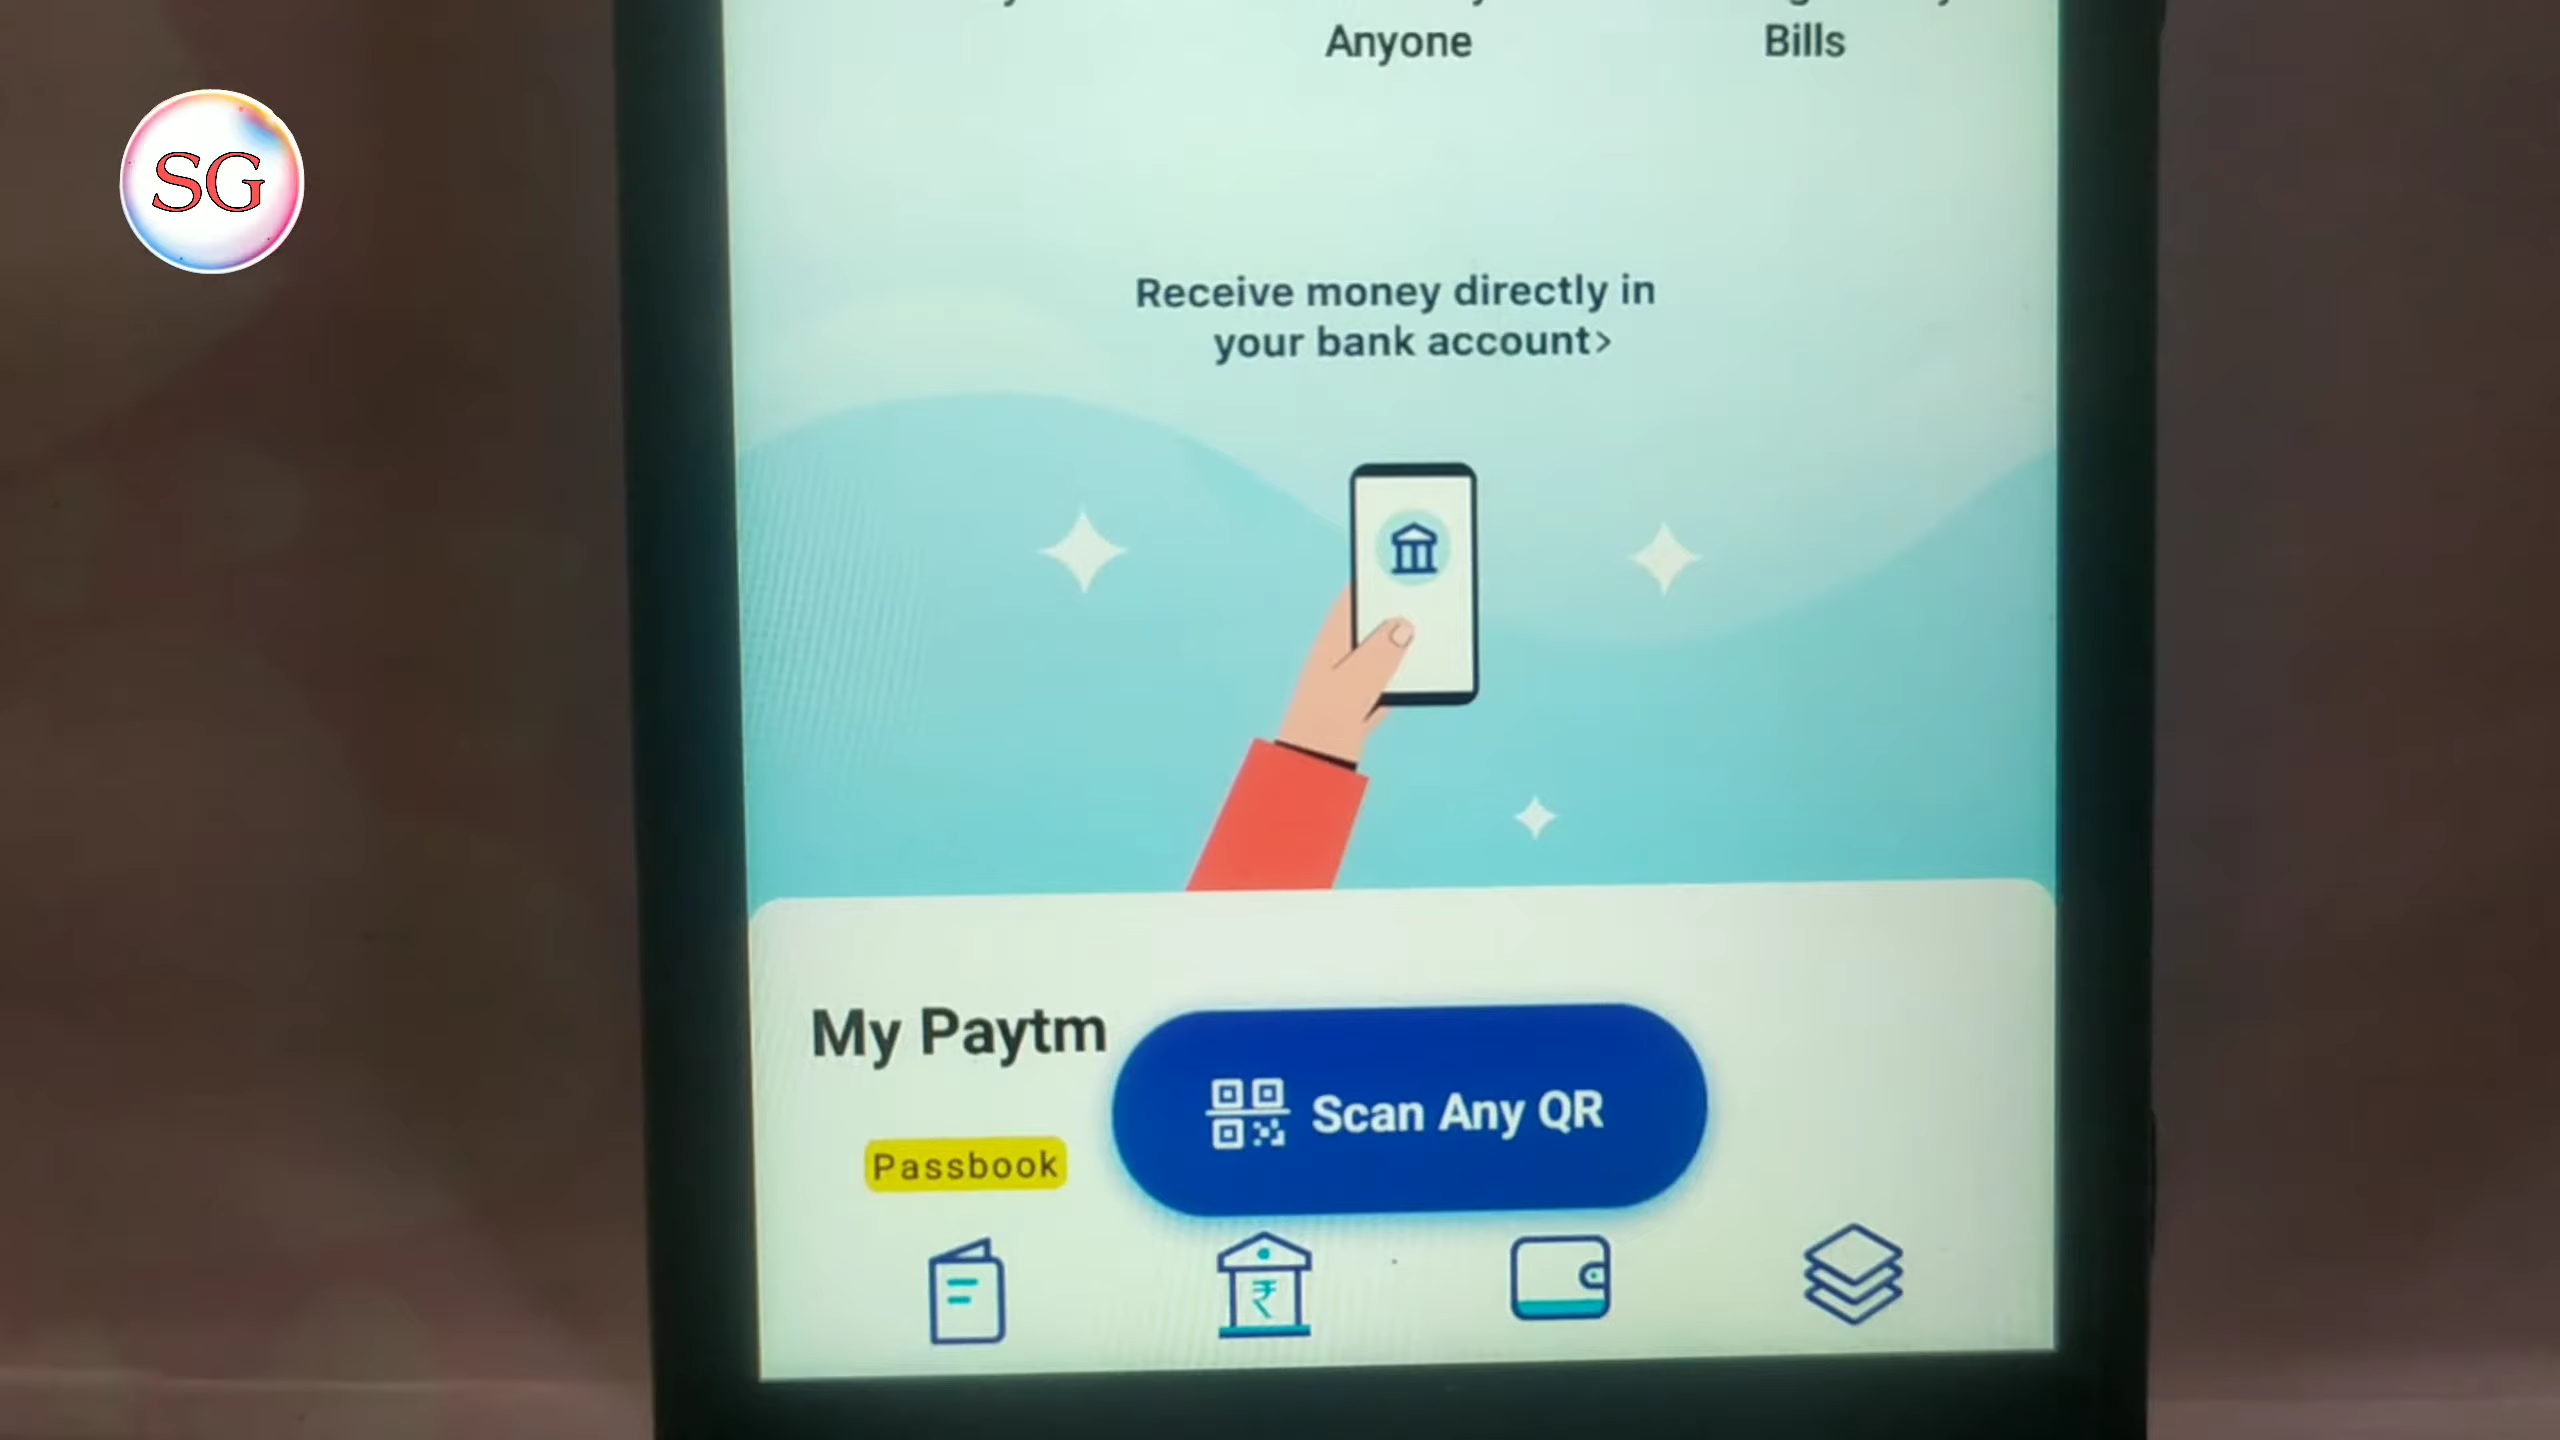 SG
Anyone
Bills
Receive money directly in
your bank account>
My Paytm
Scan Any QR
Passbook
₹